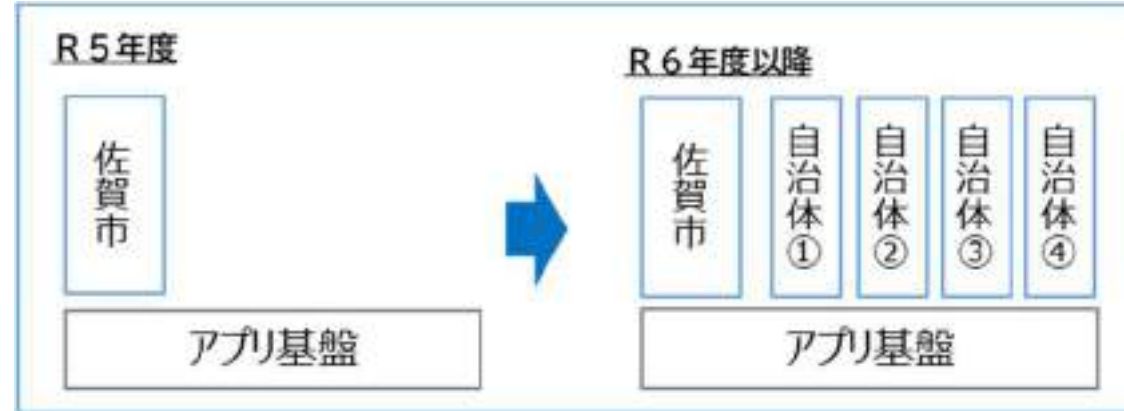 R5年度
佐賀市
アプリ基盤
R6年度以降
佐賀市
自治体①
自治体②
自治体③
自治体④
アプリ基盤